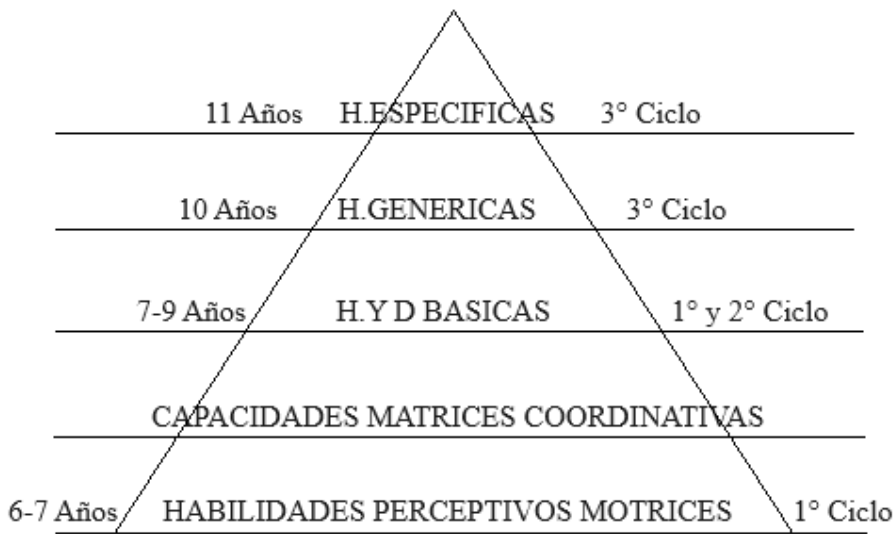 11 Años H.ESPECIFICAS 3° Ciclo
10 Años H.GENERICAS 3° Ciclo
7-9 Años H.Y D BASICAS 1° y 2° Ciclo
CAPACIDADES MATRICES COORDINATIVAS
6-7 Años HABILIDADES PERCEPTIVOS MOTRICES 1° Ciclo